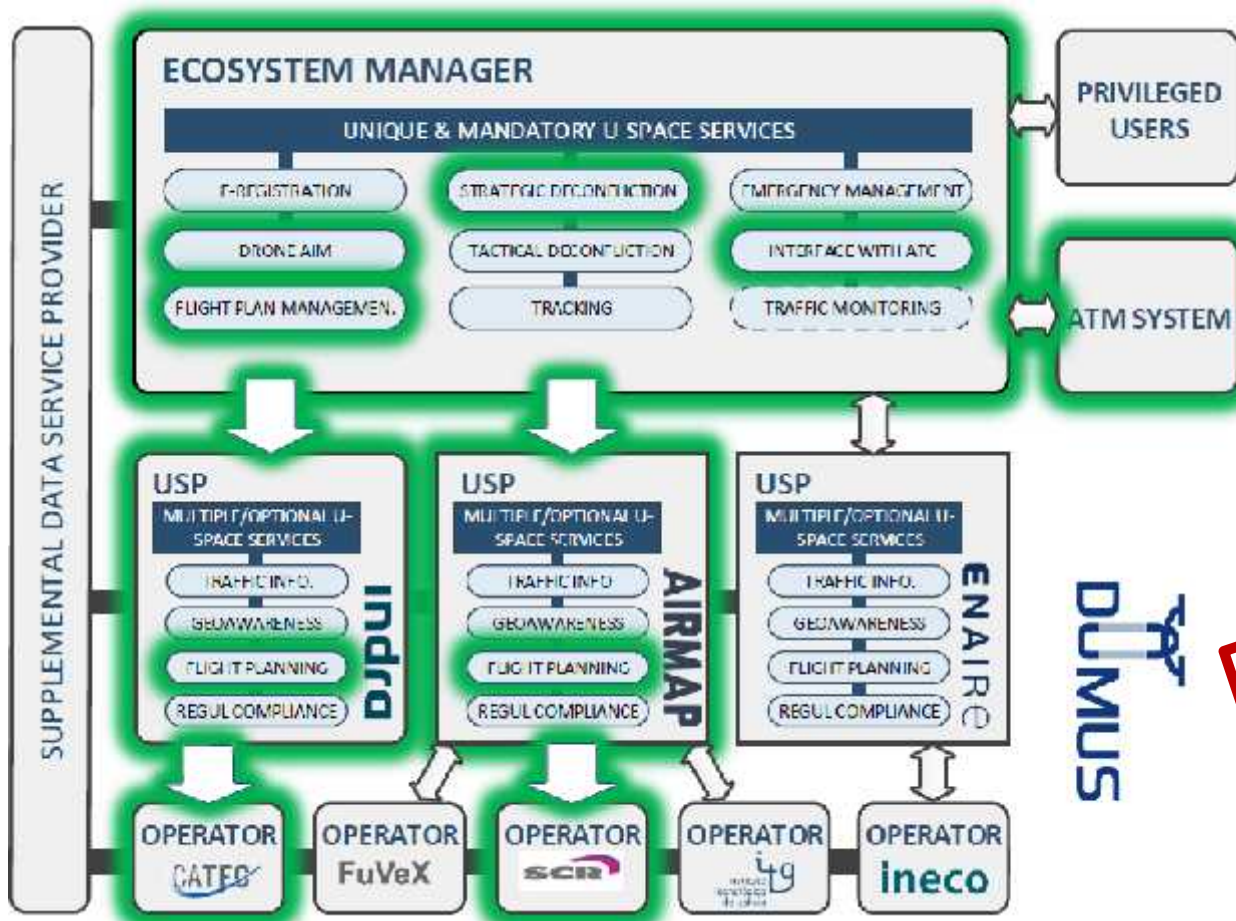 SUPPLEMENTAL DATA SERVICE PROVIDER
ECOSYSTEM MANAGER
UNIQUE & MANDATORY U SPACE SERVICES
E-REGISTRATION
DRONE AIM
FLIGHT PLAN MANAGEMEN.
STRATEGIC DECONFLICTION
TACTICAL DECONFLICTION
TRACKING
EMERGENCY MANAGEMENT
INTERFACE WITH ATC
TRAFFIC MONITORING
PRIVILEGED
USERS
ATM SYSTEM
USP
MULTIPLE/OPTIONAL U-
SPACE SERVICES
TRAFFIC INFO.
GEOAWARENESS
FLIGHT PLANNING
REGUL COMPLIANCE
indra
USP
MULTIPLE/OPTIONAL U-
SPACE SERVICES
TRAFFIC INFO
GEOAWARENESS
FLIGHT PLANNING
REGUL COMPLIANCE
AIRMAP
USP
MULTIPLE/OPTIONAL U-
SPACE SERVICES
TRAFFIC INFO.
GEOAWARENESS
FLIGHT PLANNING
REGUL COMPLIANCE
ENAIRE
DOMUS
OPERATOR
CATEC
OPERATOR
FuVeX
OPERATOR
SCR
OPERATOR
itg
OPERATOR
ineco